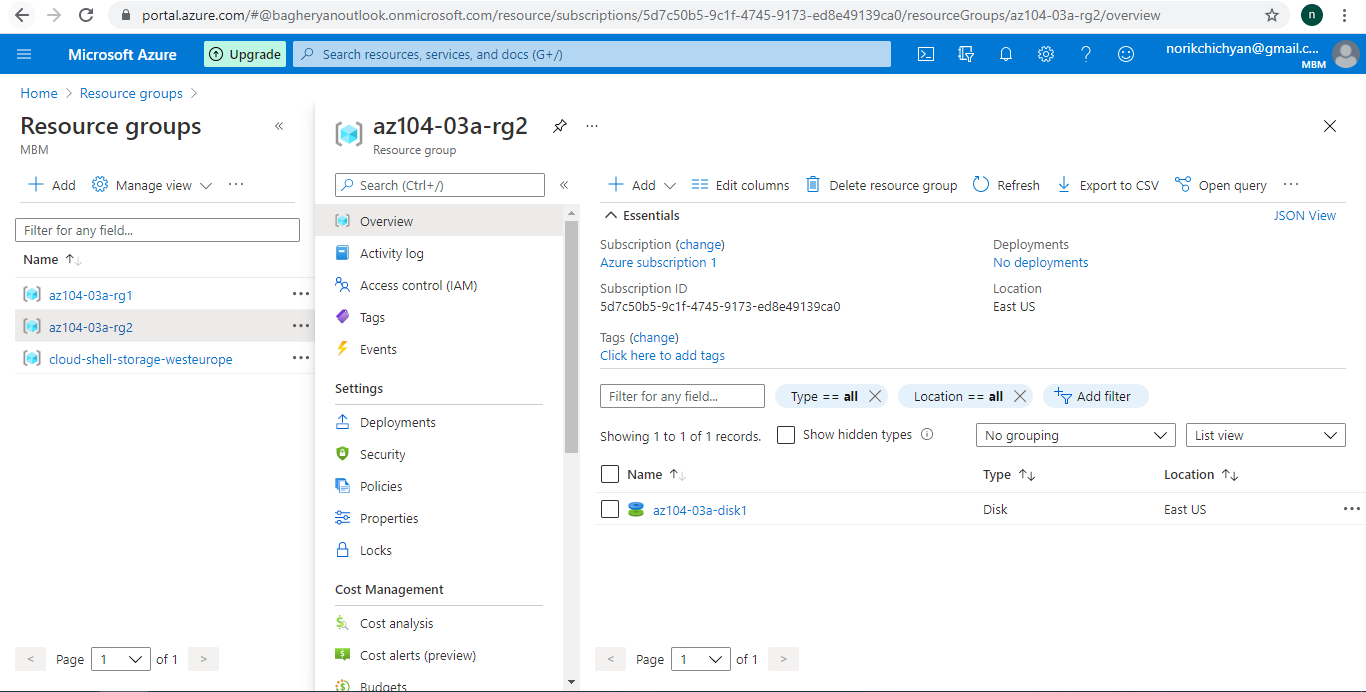 portal.azure.com/#@bagheryanoutlook.onmicrosoft.com/resource/subscriptions/5d7c50b5-9c1f-4745-9173-ed8e49139ca0/resourceGroups/az104-03a-rg2/overview
n
Microsoft Azure
Upgrade
Search resources, services, and docs (G+/)
norikchichyan@gmail.c...
MBM
Home > Resource groups >
Resource groups
MBM
Add
Manage view
Filter for any field...
Name
az104-03a-rg1
az104-03a-rg2
cloud-shell-storage-westeurope
< Page 1 of 1 >
az104-03a-rg2
Resource group
Search (Ctrl+/)
Overview
Activity log
Access control (IAM)
Tags
Events
Settings
Deployments
Security
Policies
Properties
Locks
Cost Management
Cost analysis
Cost alerts (preview)
Budgets
Add
Edit columns
Delete resource group
Refresh
Export to CSV
Open query
Essentials
JSON View
Subscription (change)
Azure subscription 1
Subscription ID
5d7c50b5-9c1f-4745-9173-ed8e49139ca0
Tags (change)
Click here to add tags
Deployments
No deployments
Location
East US
Filter for any field...
Type == all
Location == all
Add filter
Showing 1 to 1 of 1 records.
Show hidden types
No grouping
List view
Name Type Location
az104-03a-disk1 Disk East US
< Page 1 of 1 >